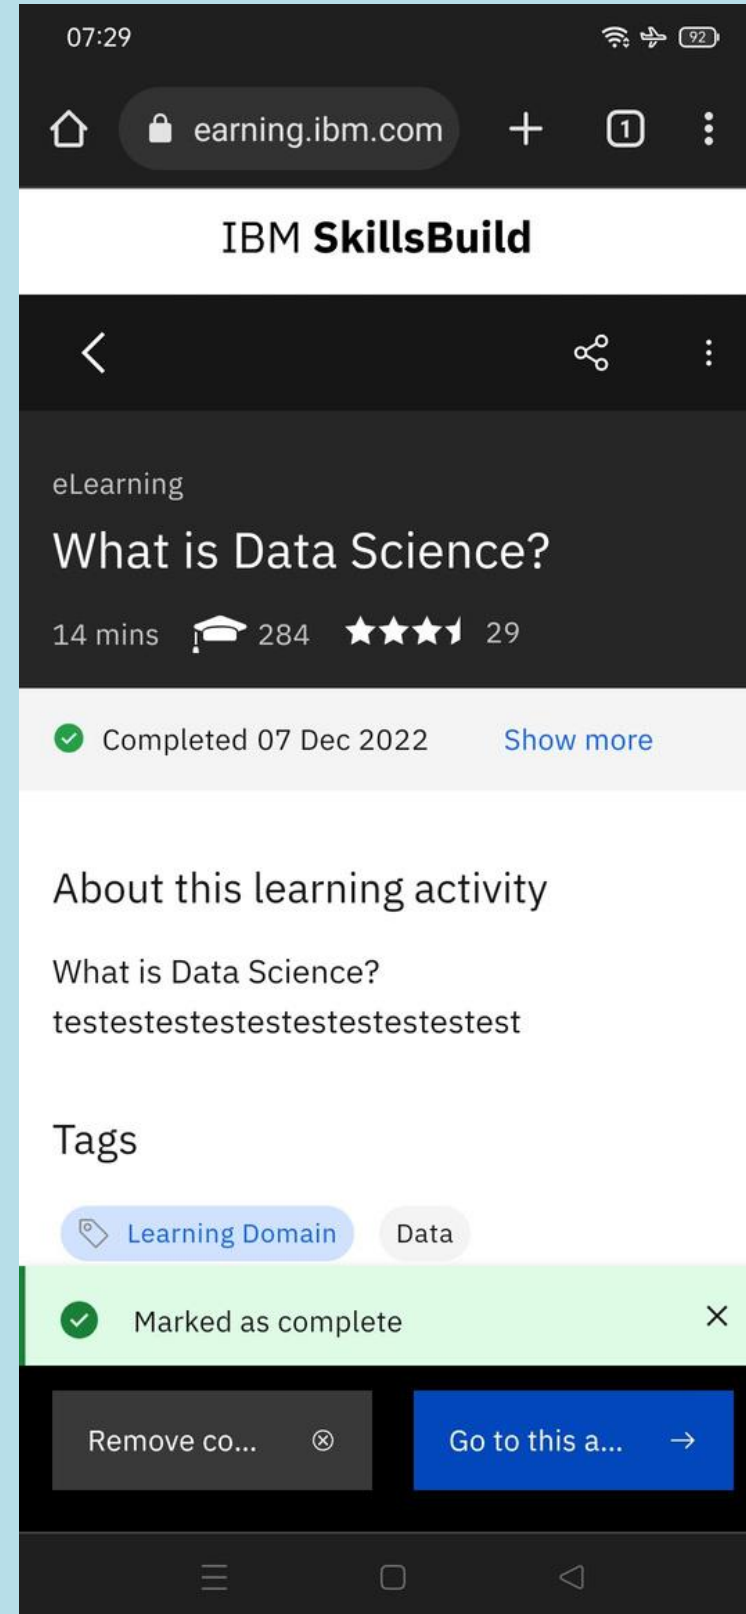 07:29
92
earning.ibm.com
1
IBM SkillsBuild
eLearning
What is Data Science?
14 mins 284 29
Completed 07 Dec 2022 Show more
About this learning activity
What is Data Science?
testestestestestestestestestest
Tags
Learning Domain Data
Marked as complete
Remove co... Go to this a...